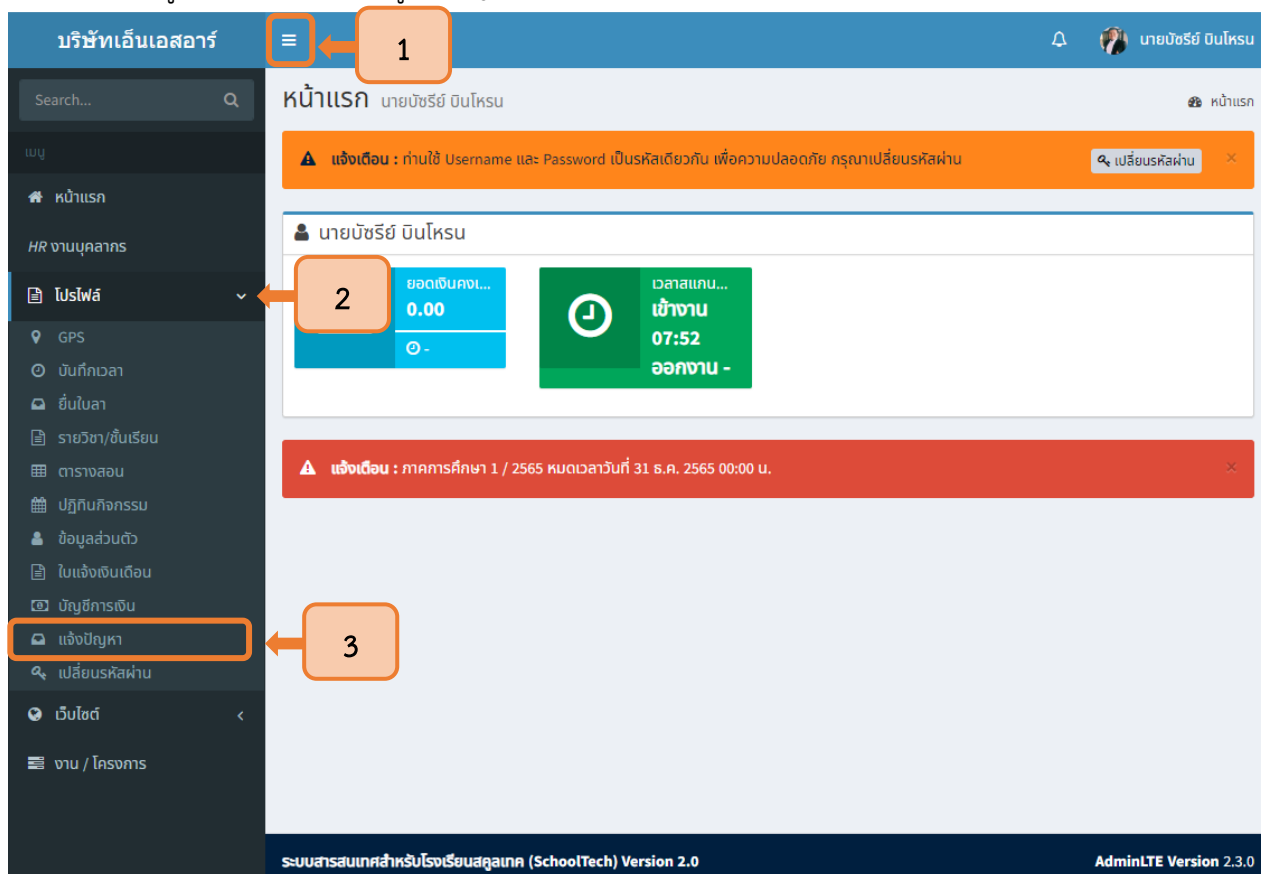 บริษัทเอ็นเอสอาร์
1
นายบัซรีย์ บินโหรน
Search...
หน้าแรก นายบัซรีย์ บินโหรน
หน้าแรก
เมนู
แจ้งเตือน : ท่านใช้ Username และ Password เป็นรหัสเดียวกัน เพื่อความปลอดภัย กรุณาเปลี่ยนรหัสผ่าน
เปลี่ยนรหัสผ่าน
×
หน้าแรก
HR งานบุคลากร
โปรไฟล์
2
GPS
บันทึกเวลา
ยื่นใบลา
รายวิชา/ชั้นเรียน
ตารางสอน
ปฏิทินกิจกรรม
ข้อมูลส่วนตัว
ใบแจ้งเงินเดือน
บัญชีการเงิน
แจ้งปัญหา
3
เปลี่ยนรหัสผ่าน
เว็บไซต์
งาน / โครงการ
นายบัซรีย์ บินโหรน
ยอดเงินคงเ...
0.00
-
เวลาสแกน...
เข้างาน
07:52
ออกงาน -
แจ้งเตือน : ภาคการศึกษา 1 / 2565 หมดเวลาวันที่ 31 ธ.ค. 2565 00:00 น.
×
ระบบสารสนเทศสำหรับโรงเรียนสคูลเทค (SchoolTech) Version 2.0
AdminLTE Version 2.3.0